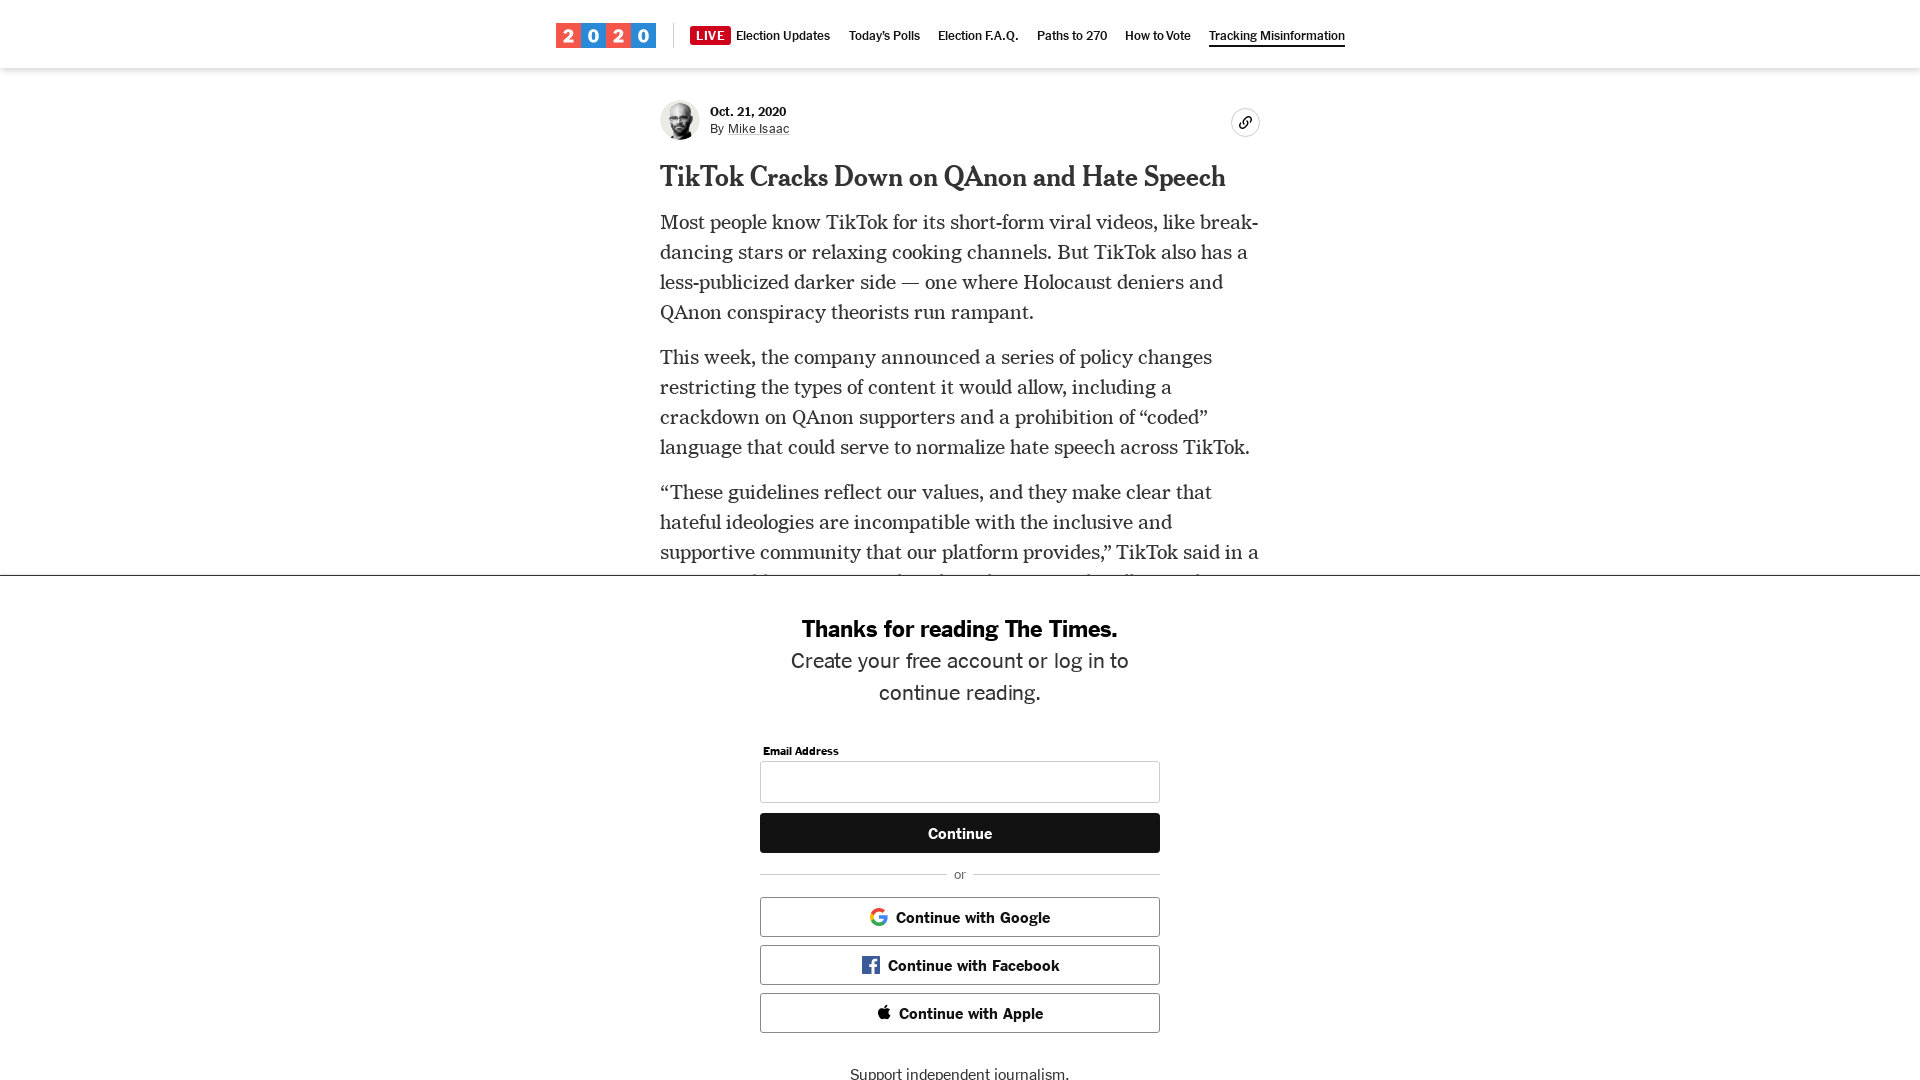 2020
LIVE Election Updates Today's Polls Election F.A.Q. Paths to 270 How to Vote Tracking Misinformation
Oct. 21, 2020
By Mike Isaac
TikTok Cracks Down on QAnon and Hate Speech
Most people know TikTok for its short-form viral videos, like break-
dancing stars or relaxing cooking channels. But TikTok also has a
less-publicized darker side — one where Holocaust deniers and
QAnon conspiracy theorists run rampant.
This week, the company announced a series of policy changes
restricting the types of content it would allow, including a
crackdown on QAnon supporters and a prohibition of “coded”
language that could serve to normalize hate speech across TikTok.
“These guidelines reflect our values, and they make clear that
hateful ideologies are incompatible with the inclusive and
supportive community that our platform provides,” TikTok said in a
Thanks for reading The Times.
Create your free account or log in to
continue reading.
Email Address
Continue
or
Continue with Google
Continue with Facebook
Continue with Apple
Support independent journalism.